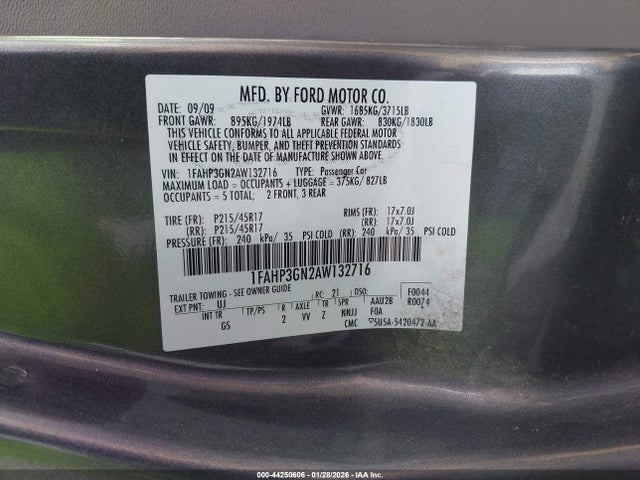 MFD. BY FORD MOTOR CO.
DATE: 09/09 GVWR: 1685KG/3715LB
FRONT GAWR: 895KG/1974LB REAR GAWR: 830KG/1830LB
THIS VEHICLE CONFORMS TO ALL APPLICABLE FEDERAL MOTOR
VEHICLE SAFETY, BUMPER, AND THEFT PREVENTION STANDARDS
IN EFFECT ON THE DATE OF MANUFACTURE SHOWN ABOVE.
VIN: 1FAHP3GN2AW132716 TYPE: Passenger Car
MAXIMUM LOAD = OCCUPANTS + LUGGAGE = 375KG/ 827LB
OCCUPANTS = 5 TOTAL; 2 FRONT, 3 REAR
TIRE (FR): P215/45R17 RIMS (FR): 17x7.0J
(RR): P215/45R17 (RR): 17x7.0J
PRESSURE (FR): 240 kPa/ 35 PSI COLD (RR): 240 kPa/ 35 PSI COLD
1FAHP3GN2AW132716
TRAILER TOWING - SEE OWNER GUIDE RC: 21 DSO: F0044
EXT PNT: UJ R0074
INT TR TP/PS R AXLE TR SPR AAU2B
GS 2 VV Z NNJJ F0A
CMC 5U5A-5420472-AA
000-44250606 - 01/28/2026 - IAA Inc.